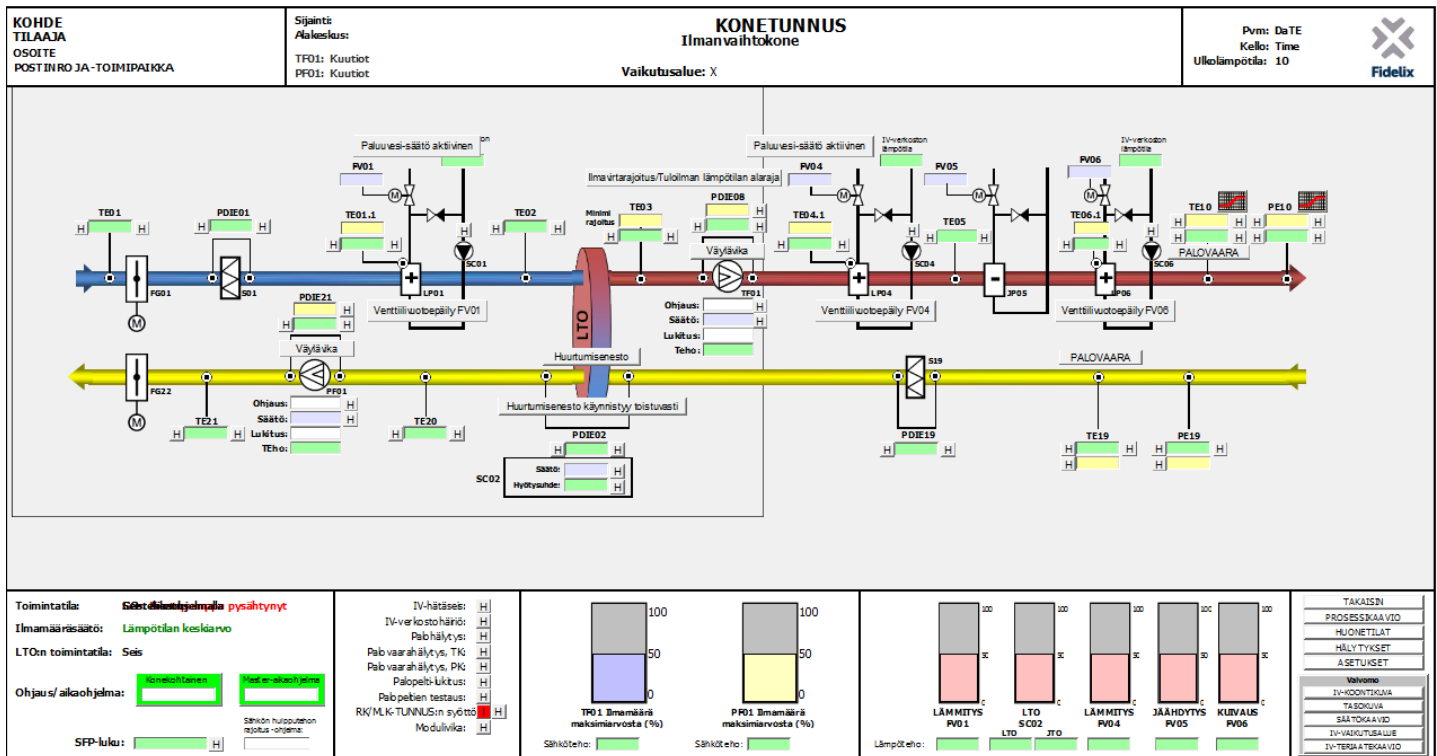 KOHDE
TILAAJA
OSOITE
POSTINRO JA -TOIMIPAIKKA
Sijainti:
Alakeskus:
TF01: Kuutiot
PF01: Kuutiot
KONETUNNUS
Ilmanvaihtokone
Vaikutusalue: X
Pvm: DaTE
Kello: Time
Ulkolämpötila: 10
Fidelix
Paluuvesi-säätö aktiivinen
FV01
M
Ilmavirtarajoitus/Tuloilman lämpötilan alaraja
Paluuvesi-säätö aktiivinen
IV-verkoston
lämpötila
FV04
M
FV05
M
FV06
M
IV-verkoston
lämpötila
TE01
H H
PDIE01
H H
TE01.1
H H
H
SC01
TE02
H H
Minimi
rajoitus
TE03
H H
PDIE08
H
H H
Väylävika
TE04.1
H H
H
SC04
TE05
H H
TE06.1
H H
H
SC06
TE10
H H
H H
PALOVAARA
PE10
H H
H H
FG01
M
S01
LP01
Venttiilivuotoepäily FV01
LTO
TF01
Ohjaus: H
Säätö: H
Lukitus:
Teho:
LP04
Venttiilivuotoepäily FV04
JP05
LP06
Venttiilivuotoepäily FV06
PDIE21
H
H H
Väylävika
PF01
Huurtumisenesto
Huurtumisenesto käynnistyy toistuvasti
S19
PALOVAARA
FG22
M
TE21
H H
Ohjaus: H
Säätö: H
Lukitus:
TEho:
TE20
H H
PDIE02
H H
SC02
Säätö: H
Hyötysuhde: H
PDIE19
H H
TE19
H H
H
PE19
H H
H
Toimintatila: pysähtynyt
Ilmamääräsäätö: Lämpötilan keskiarvo
LTO:n toimintatila: Seis
Ohjaus/aikaohjelma:
Konekohtainen
Master-aikaohjelma
Sähkön huipputehon
rajoitus -ohjelma:
SFP-luku: H
IV-hätäseis: H
IV-verkostohäiriö: H
Palohälytys: H
Palovaarahälytys, TK: H
Palovaarahälytys, PK: H
Palopelti-lukitus: H
Palopeltien testaus: H
RK/MLK-TUNNUS:n syöttö H
Modulivika: H
100
50
0
TF01 Ilmamäärä
maksimiarvosta (%)
Sähköteho:
100
50
0
PF01 Ilmamäärä
maksimiarvosta (%)
Sähköteho:
100
LÄMMITYS
FV01
100
LTO
SC02
LTO JTO
100
LÄMMITYS
FV04
JÄÄHDYTYS
FV05
100
KUIVAUS
FV06
Lämpöteho:
TAKAISIN
PROSESSIKAAVIO
HUONETILAT
HÄLYTYKSET
ASETUKSET
Valvomo
IV-KOONTIKUVA
TASOKUVA
SÄÄTÖKAAVIO
IV-VAIKUTUSALUE
IV-TERIAATEKAAVIO